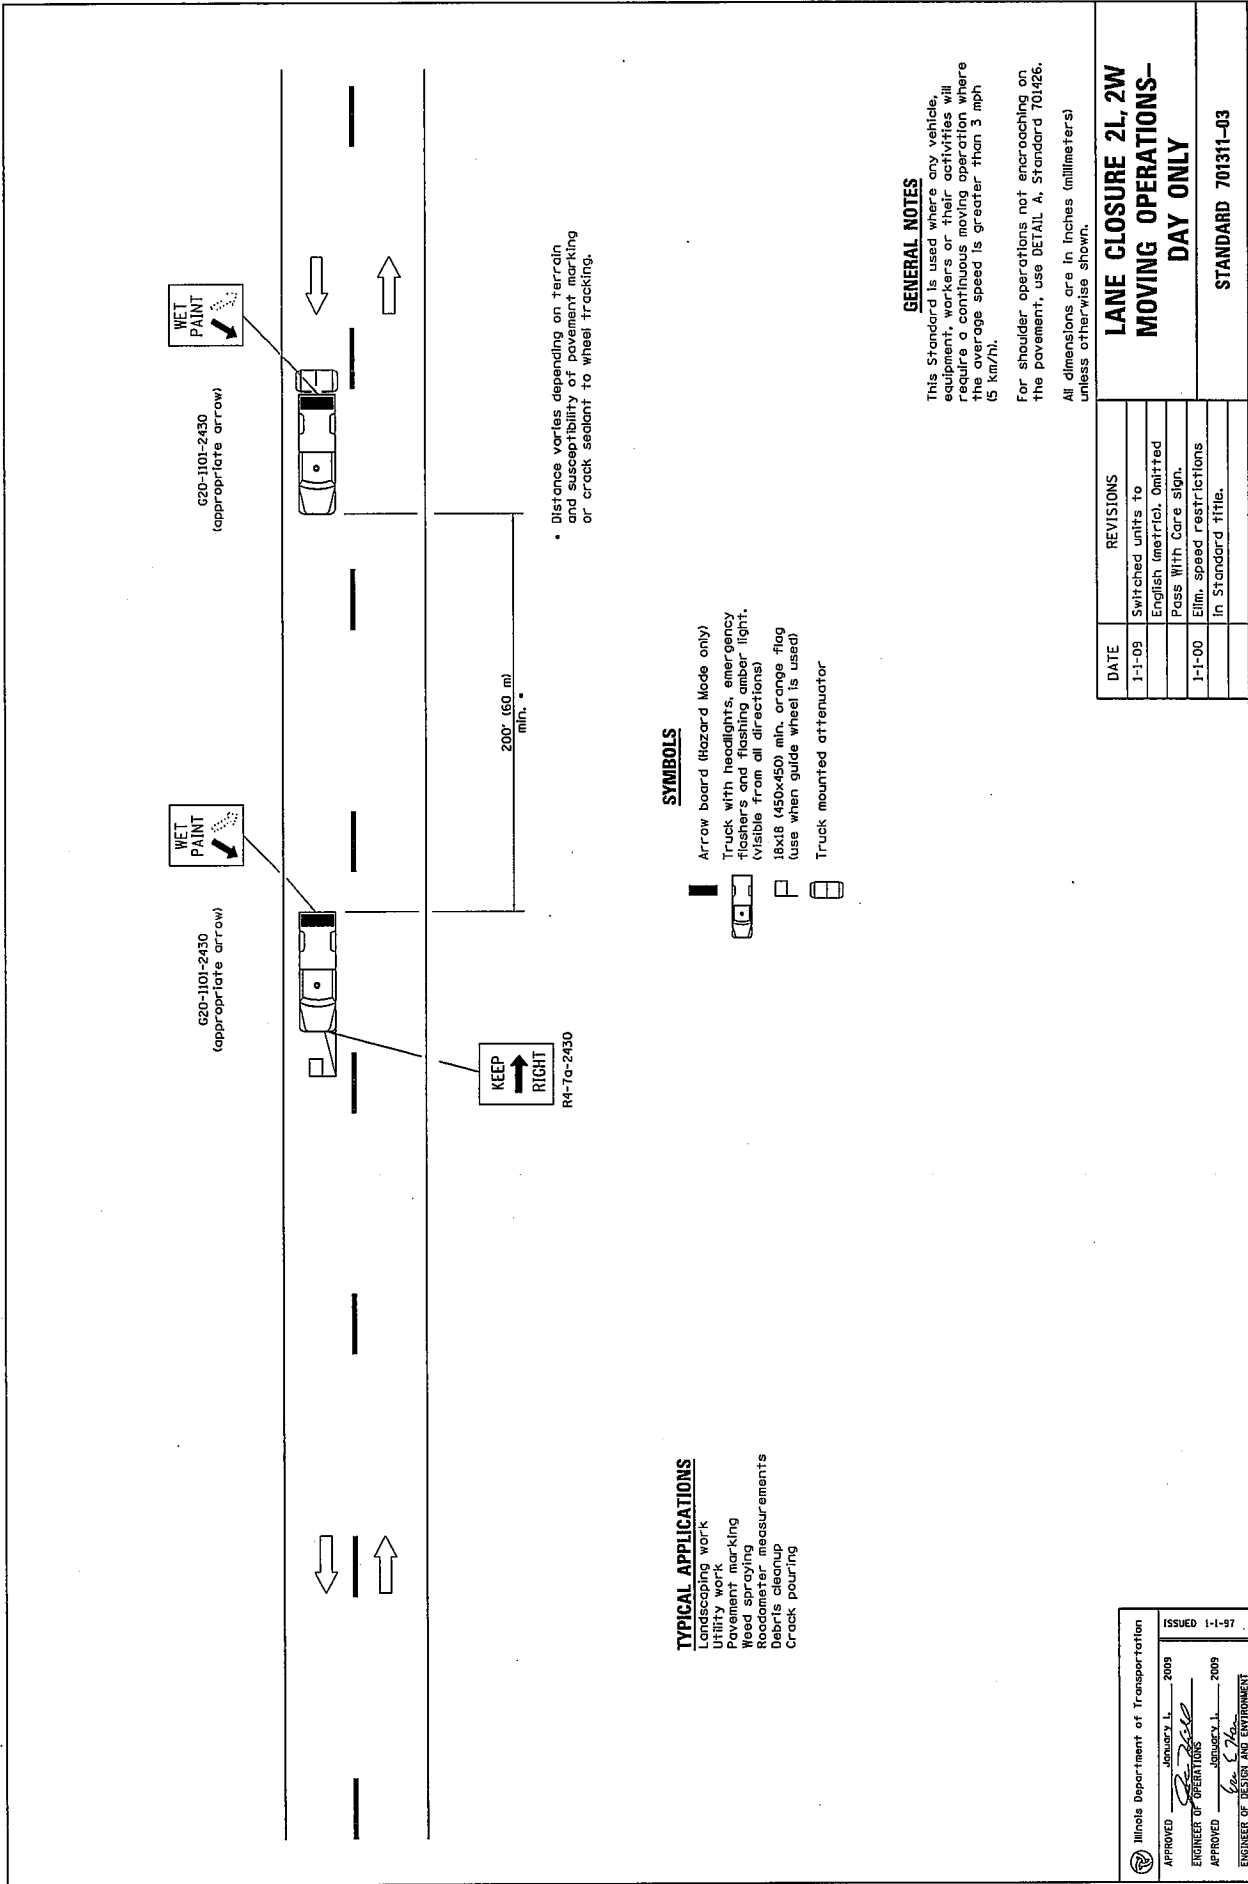 G20-I101-2430
(appropriate arrow)
WET
PAINT
G20-I101-2430
(appropriate arrow)
WET
PAINT
KEEP
RIGHT
R4-7a-2430
200' (60 m)
min. •
• Distance varies depending on terrain
and susceptibility of pavement marking
or crack sealant to wheel tracking.
TYPICAL APPLICATIONS
Landscaping work
Utility work
Pavement marking
Weed spraying
Roadometer measurements
Debris cleanup
Crack pouring
SYMBOLS
Arrow board (Hazard Mode only)
Truck with headlights, emergency
flashers and flashing amber light.
(visible from all directions)
18x18 (450x450) min. orange flag
(use when guide wheel is used)
Truck mounted attenuator
GENERAL NOTES
This Standard is used where any vehicle,
equipment, workers or their activities will
require a continuous moving operation where
the average speed is greater than 3 mph
(5 km/h).
For shoulder operations not encroaching on
the pavement, use DETAIL A, Standard 701426.
All dimensions are in inches (millimeters)
unless otherwise shown.
Illinois Department of Transportation
APPROVED January 1, 2009
ENGINEER OF OPERATIONS
APPROVED January 1, 2009
ENGINEER OF DESIGN AND ENVIRONMENT
ISSUED 1-1-97
DATE REVISIONS
1-1-09 Switched units to
English (metric). Omitted
Pass With Care sign.
1-1-00 Elim. speed restrictions
in Standard title.
LANE CLOSURE 2L, 2W
MOVING OPERATIONS–
DAY ONLY
STANDARD 701311–03